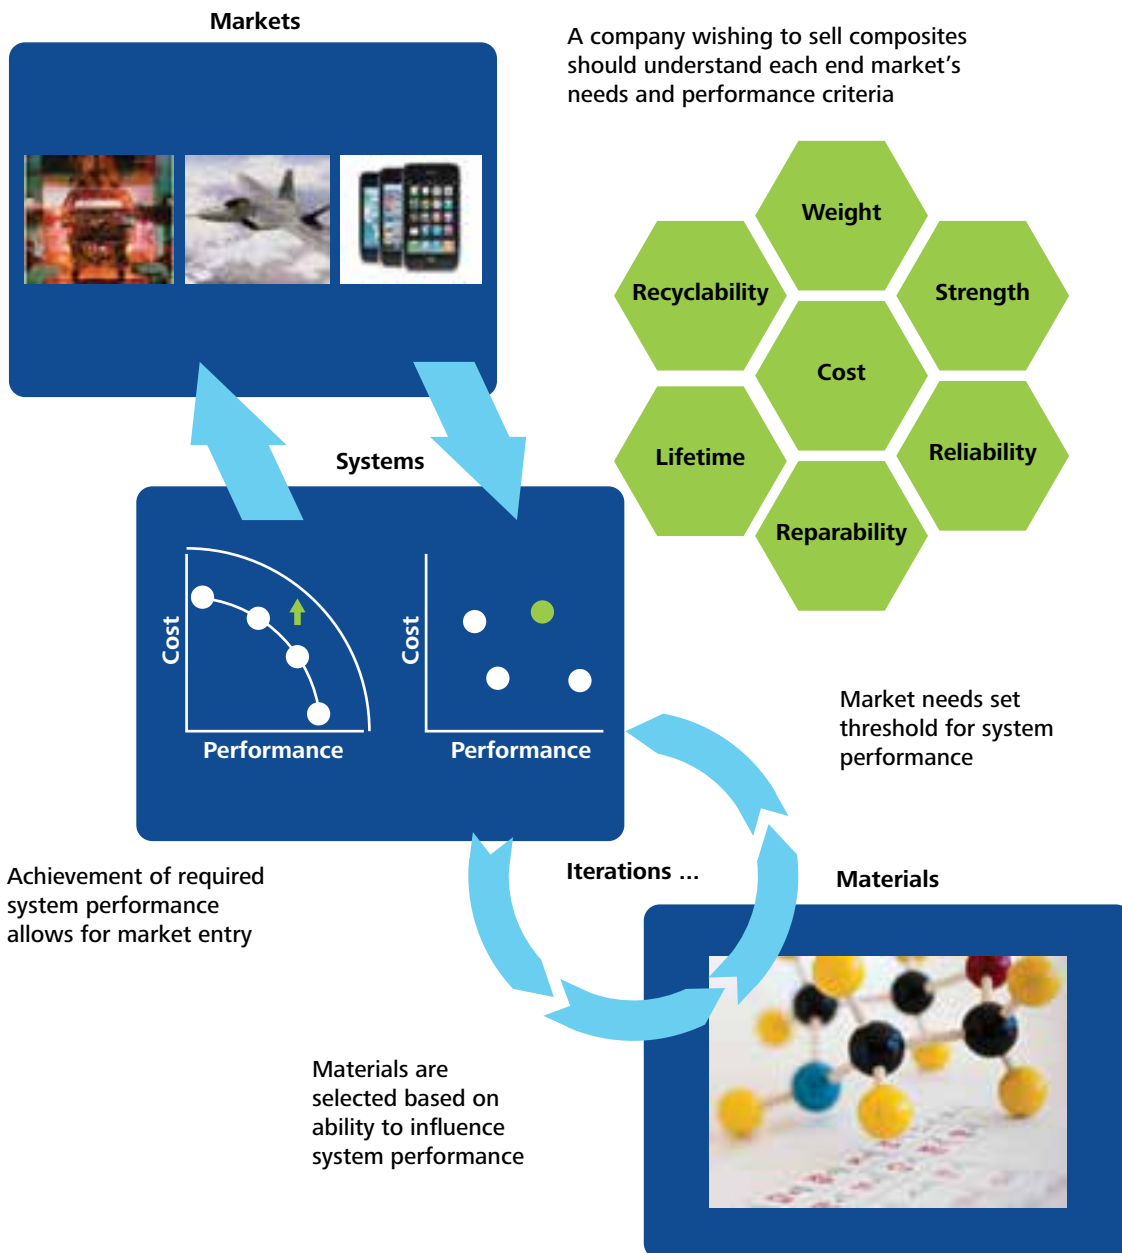 Markets
A company wishing to sell composites
should understand each end market's
needs and performance criteria
Weight
Recyclability
Strength
Cost
Lifetime
Reliability
Reparability
Systems
Cost
Performance
Cost
Performance
Market needs set
threshold for system
performance
Achievement of required
system performance
allows for market entry
Iterations ...
Materials
Materials are
selected based on
ability to influence
system performance